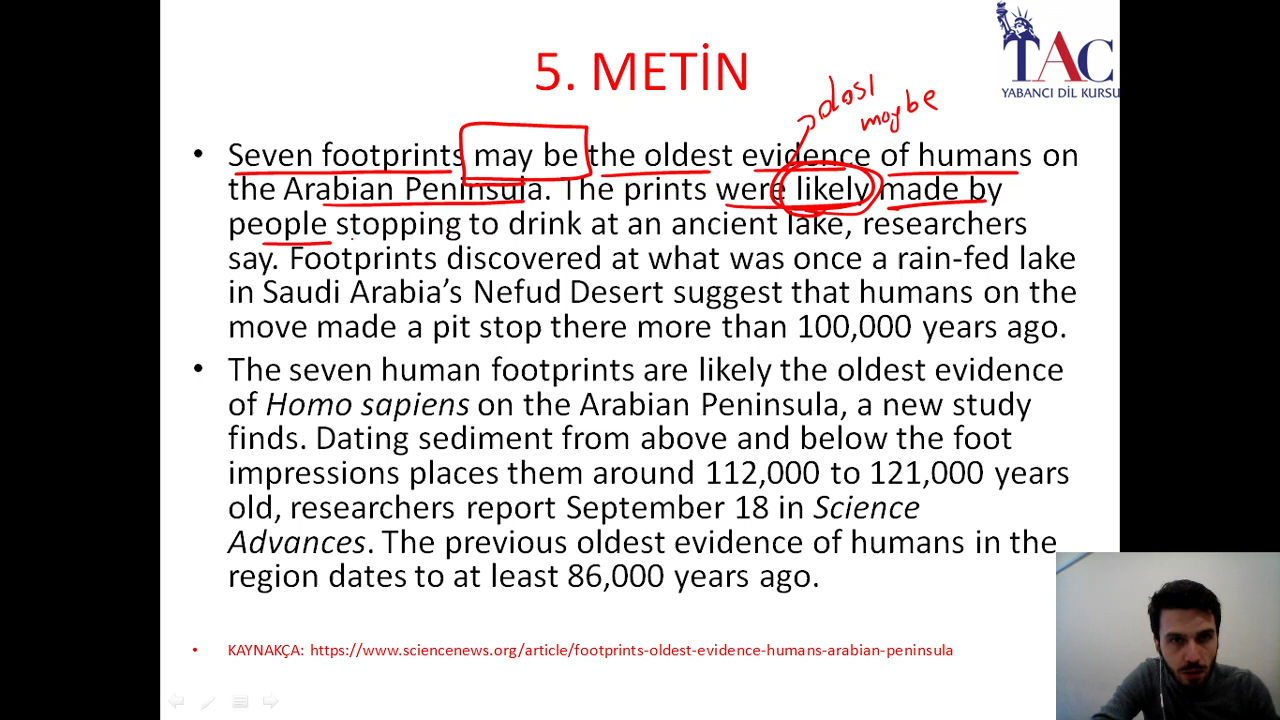 TAC
YABANCI DİL KURSU
5. METİN
maybe
• Seven footprints may be the oldest evidence of humans on
the Arabian Peninsula. The prints were likely made by
people stopping to drink at an ancient lake, researchers
say. Footprints discovered at what was once a rain-fed lake
in Saudi Arabia’s Nefud Desert suggest that humans on the
move made a pit stop there more than 100,000 years ago.
• The seven human footprints are likely the oldest evidence
of Homo sapiens on the Arabian Peninsula, a new study
finds. Dating sediment from above and below the foot
impressions places them around 112,000 to 121,000 years
old, researchers report September 18 in Science
Advances. The previous oldest evidence of humans in the
region dates to at least 86,000 years ago.
• KAYNAKÇA: https://www.sciencenews.org/article/footprints-oldest-evidence-humans-arabian-peninsula